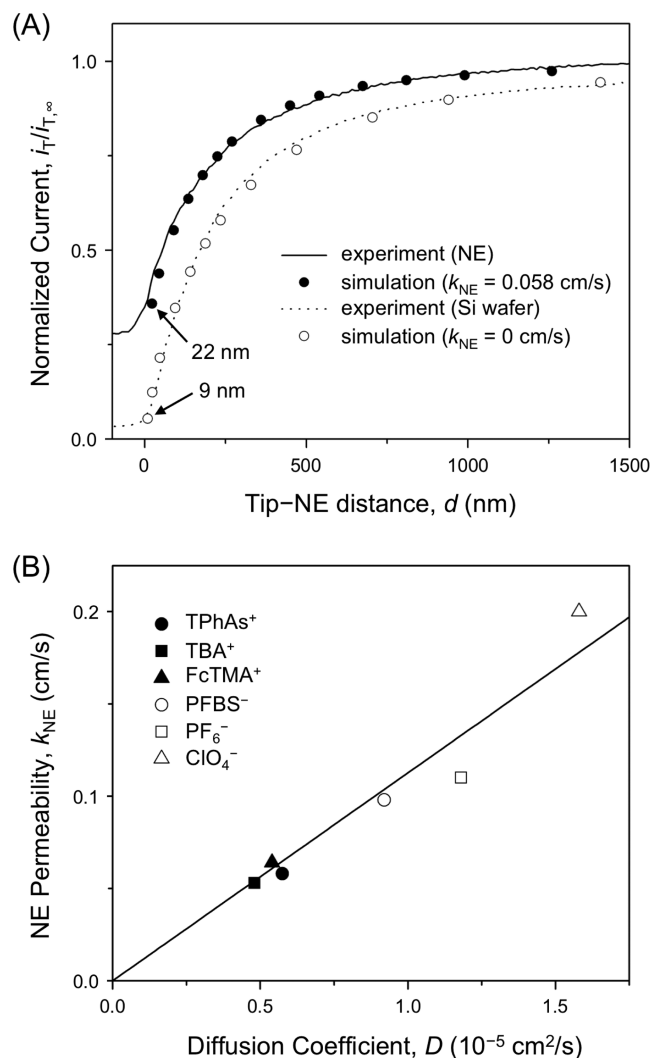 (A)
1.0
0.5
0.0
Normalized Current, iT/iT,∞
experiment (NE)
simulation (kNE = 0.058 cm/s)
experiment (Si wafer)
simulation (kNE = 0 cm/s)
22 nm
9 nm
0 500 1000 1500
Tip−NE distance, d (nm)
(B)
0.2
0.1
0.0
NE Permeability, kNE (cm/s)
TPhAs⁺
TBA⁺
FcTMA⁺
PFBS⁻
PF₆⁻
ClO₄⁻
0.0 0.5 1.0 1.5
Diffusion Coefficient, D (10⁻⁵ cm²/s)